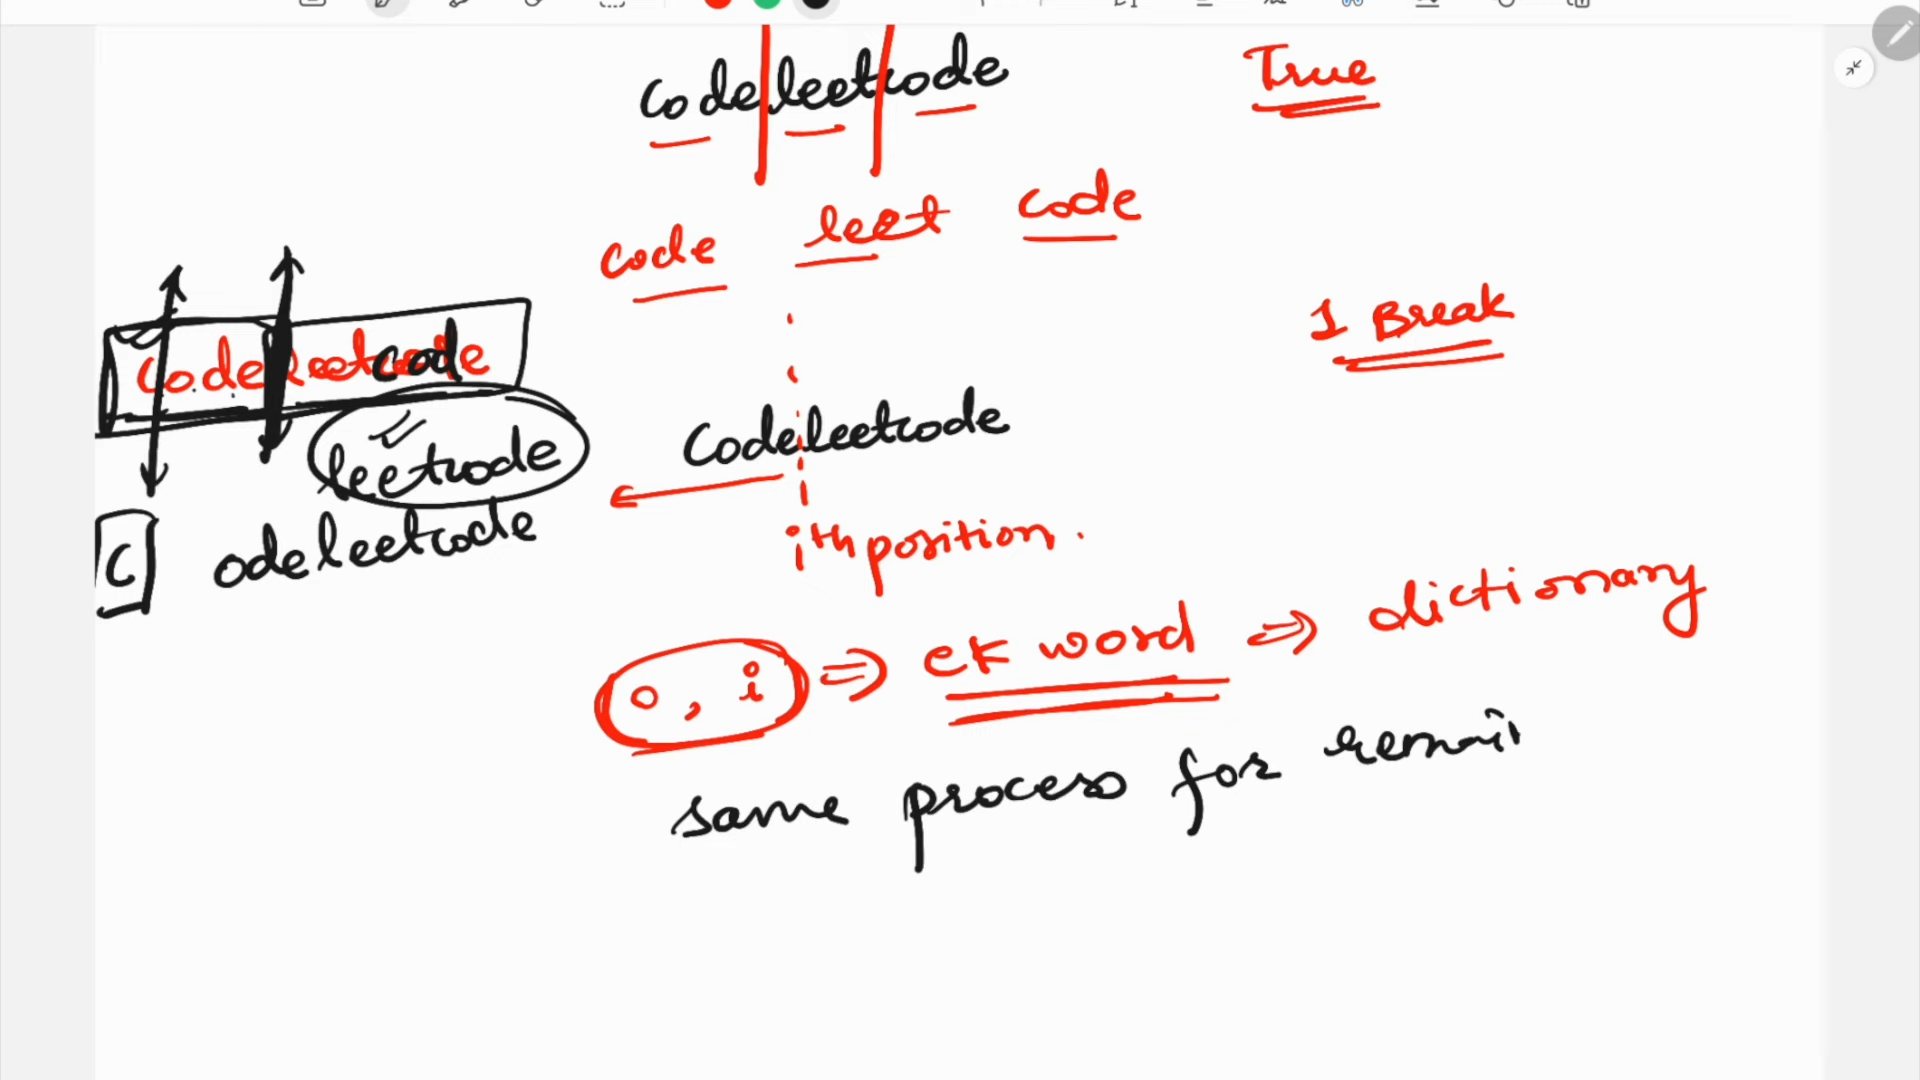 Codeleetcode
True
code leet code
1 Break
Codeleetcode
Codeleetcode
leetcode
C odeleetcode
ith position.
0, i ⇒ ek word ⇒ dictionary
same process for remai